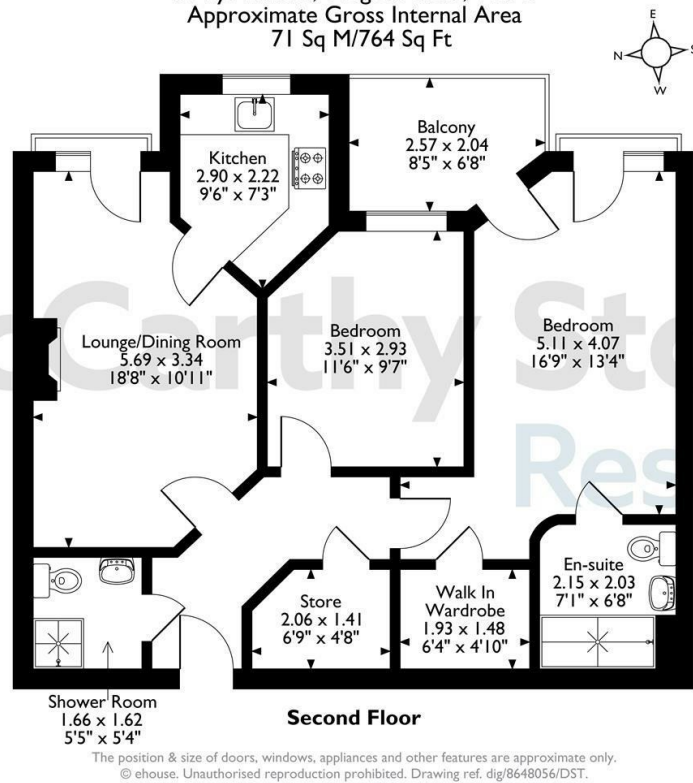 Approximate Gross Internal Area
71 Sq M/764 Sq Ft
E
N
S
W
Balcony
2.57 x 2.04
8'5" x 6'8"
Kitchen
2.90 x 2.22
9'6" x 7'3"
Lounge/Dining Room
5.69 x 3.34
18'8" x 10'11"
Bedroom
3.51 x 2.93
11'6" x 9'7"
Bedroom
5.11 x 4.07
16'9" x 13'4"
cCarthy Sto
Res
Store
2.06 x 1.41
6'9" x 4'8"
Walk In
Wardrobe
1.93 x 1.48
6'4" x 4'10"
En-suite
2.15 x 2.03
7'1" x 6'8"
Shower Room
1.66 x 1.62
5'5" x 5'4"
Second Floor
The position & size of doors, windows, appliances and other features are approximate only.
© ehouse. Unauthorised reproduction prohibited. Drawing ref. dig/8648056/DST.